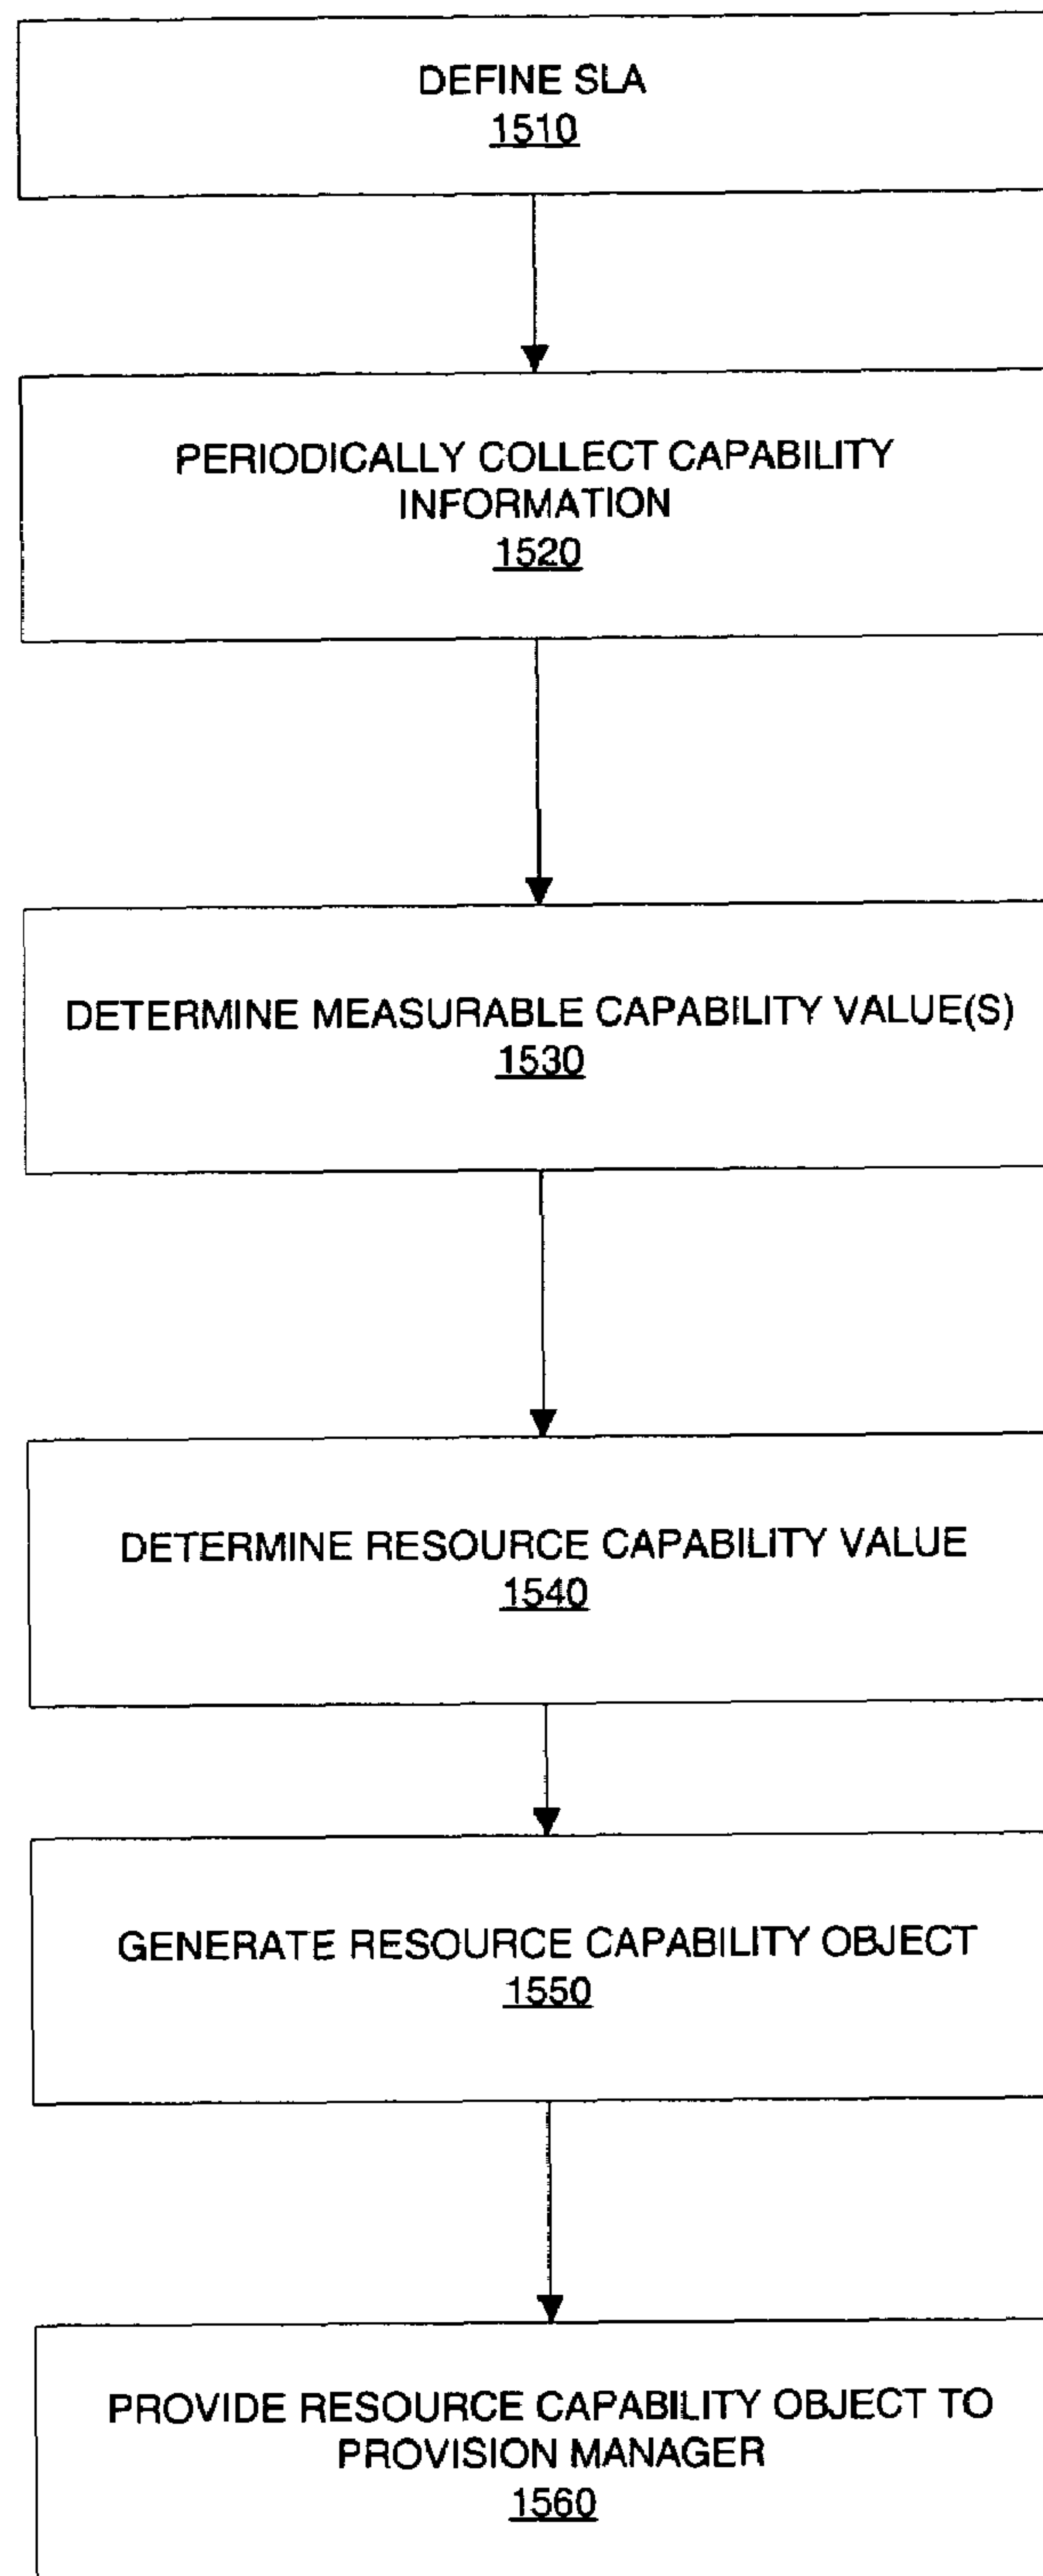 DEFINE SLA
1510
PERIODICALLY COLLECT CAPABILITY
INFORMATION
1520
DETERMINE MEASURABLE CAPABILITY VALUE(S)
1530
DETERMINE RESOURCE CAPABILITY VALUE
1540
GENERATE RESOURCE CAPABILITY OBJECT
1550
PROVIDE RESOURCE CAPABILITY OBJECT TO
PROVISION MANAGER
1560